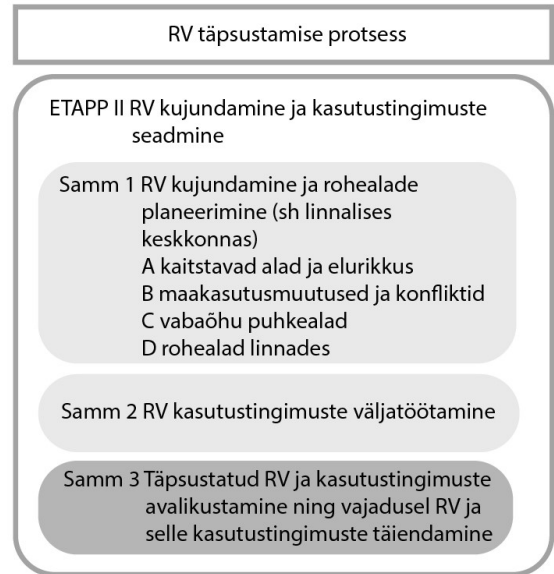 RV täpsustamise protsess
ETAPP II RV kujundamine ja kasutustingimuste
seadmine
Samm 1 RV kujundamine ja rohealade
planeerimine (sh linnalises
keskkonnas)
A kaitstavad alad ja elurikkus
B maakasutusmuutused ja konfliktid
C vabaõhu puhkealad
D rohealad linnades
Samm 2 RV kasutustingimuste väljatöötamine
Samm 3 Täpsustatud RV ja kasutustingimuste
avalikustamine ning vajadusel RV ja
selle kasutustingimuste täiendamine